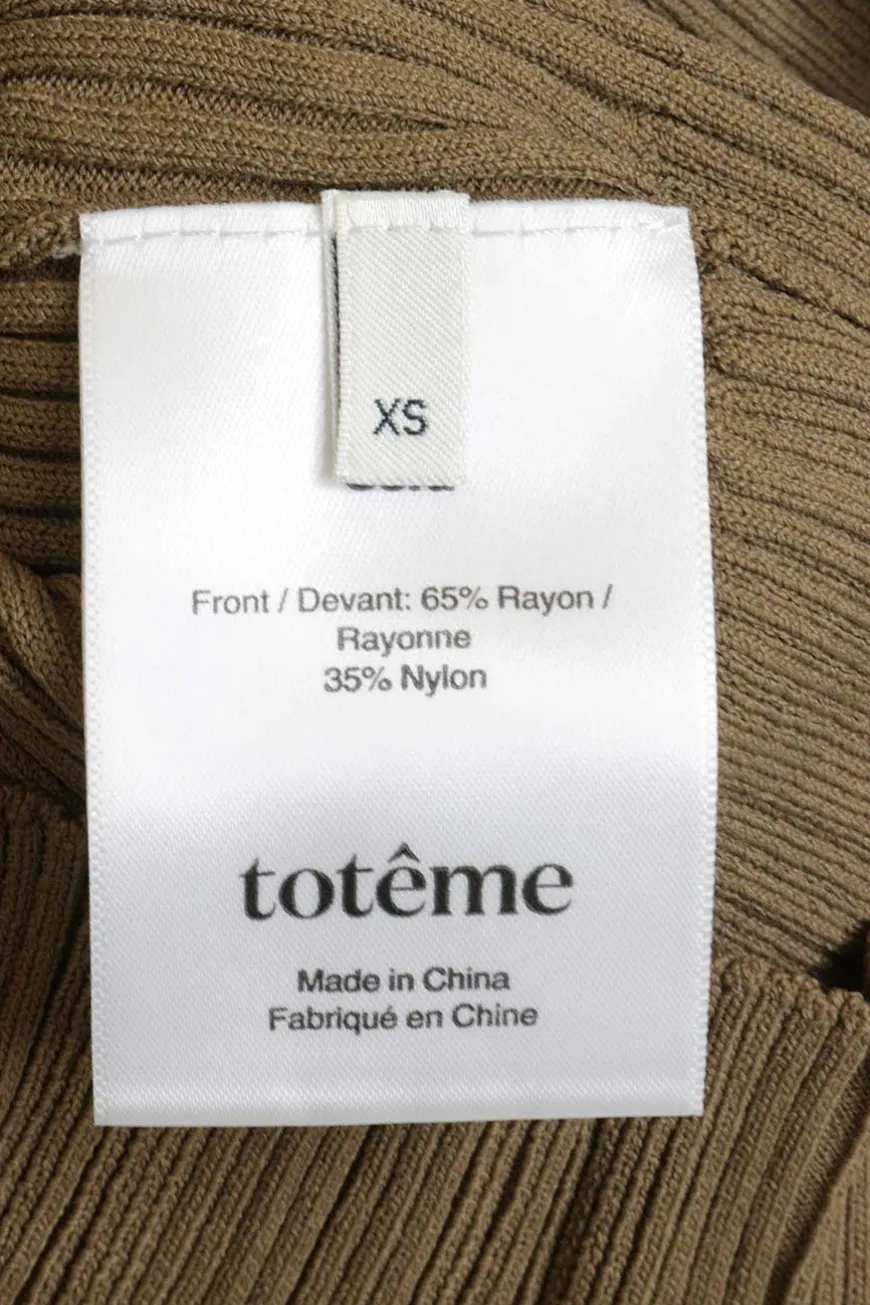 XS
Front / Devant: 65% Rayon /
Rayonne
35% Nylon
totême
Made in China
Fabriqué en Chine